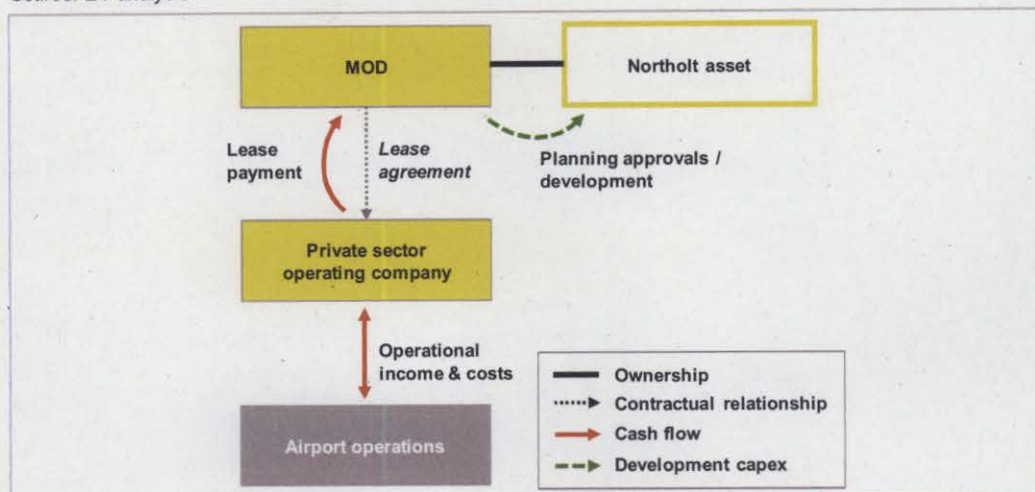 MOD
Northolt asset
Lease
payment
Lease
agreement
Planning approvals /
development
Private sector
operating company
Operational
income & costs
Airport operations
Ownership
Contractual relationship
Cash flow
Development capex